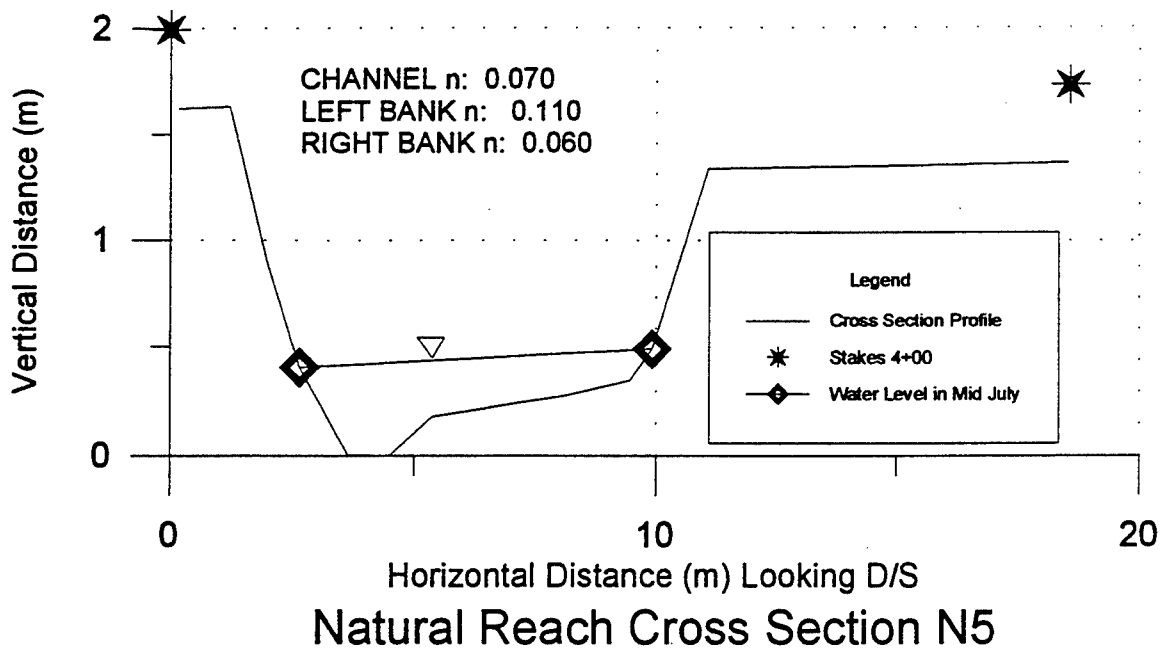 2
CHANNEL n: 0.070
LEFT BANK n: 0.110
RIGHT BANK n: 0.060
Vertical Distance (m)
1
Legend
Cross Section Profile
Stakes 4+00
Water Level in Mid July
0
0
10
20
Horizontal Distance (m) Looking D/S
Natural Reach Cross Section N5